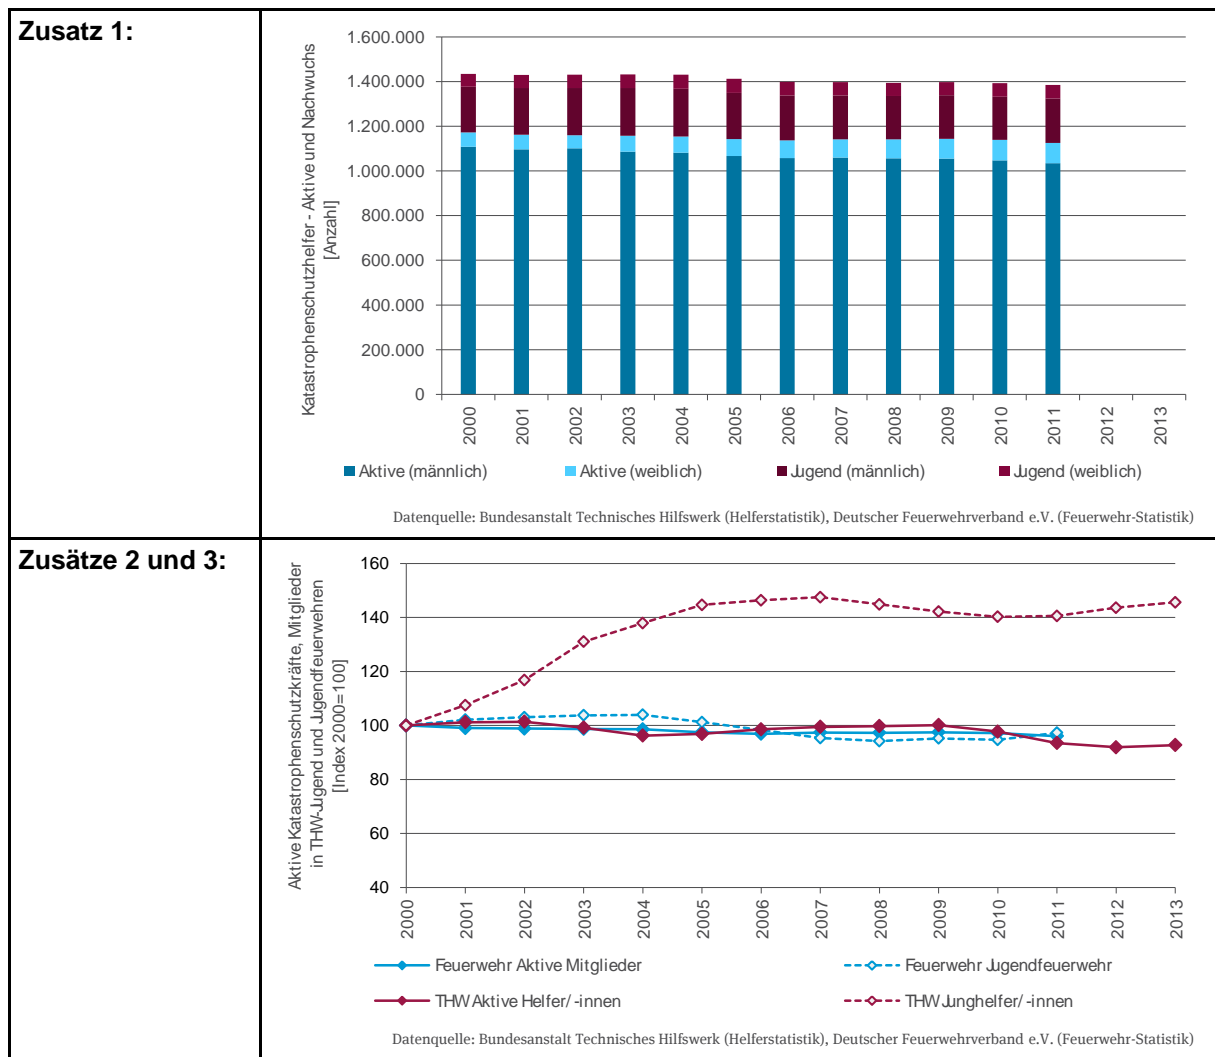 Zusatz 1:
Katastrophenschutzhelfer - Aktive und Nachwuchs
[Anzahl]
1.600.000
1.400.000
1.200.000
1.000.000
800.000
600.000
400.000
200.000
0
2000
2001
2002
2003
2004
2005
2006
2007
2008
2009
2010
2011
2012
2013
Aktive (männlich)
Aktive (weiblich)
Jugend (männlich)
Jugend (weiblich)
Datenquelle: Bundesanstalt Technisches Hilfswerk (Helferstatistik), Deutscher Feuerwehrverband e.V. (Feuerwehr-Statistik)
Zusätze 2 und 3:
Aktive Katastrophenschutzkräfte, Mitglieder
in THW-Jugend und Jugendfeuerwehren
[Index 2000=100]
160
140
120
100
80
60
40
2000
2001
2002
2003
2004
2005
2006
2007
2008
2009
2010
2011
2012
2013
Feuerwehr Aktive Mitglieder
Feuerwehr Jugendfeuerwehr
THW Aktive Helfer/ -innen
THW Junghelfer/ -innen
Datenquelle: Bundesanstalt Technisches Hilfswerk (Helferstatistik), Deutscher Feuerwehrverband e.V. (Feuerwehr-Statistik)